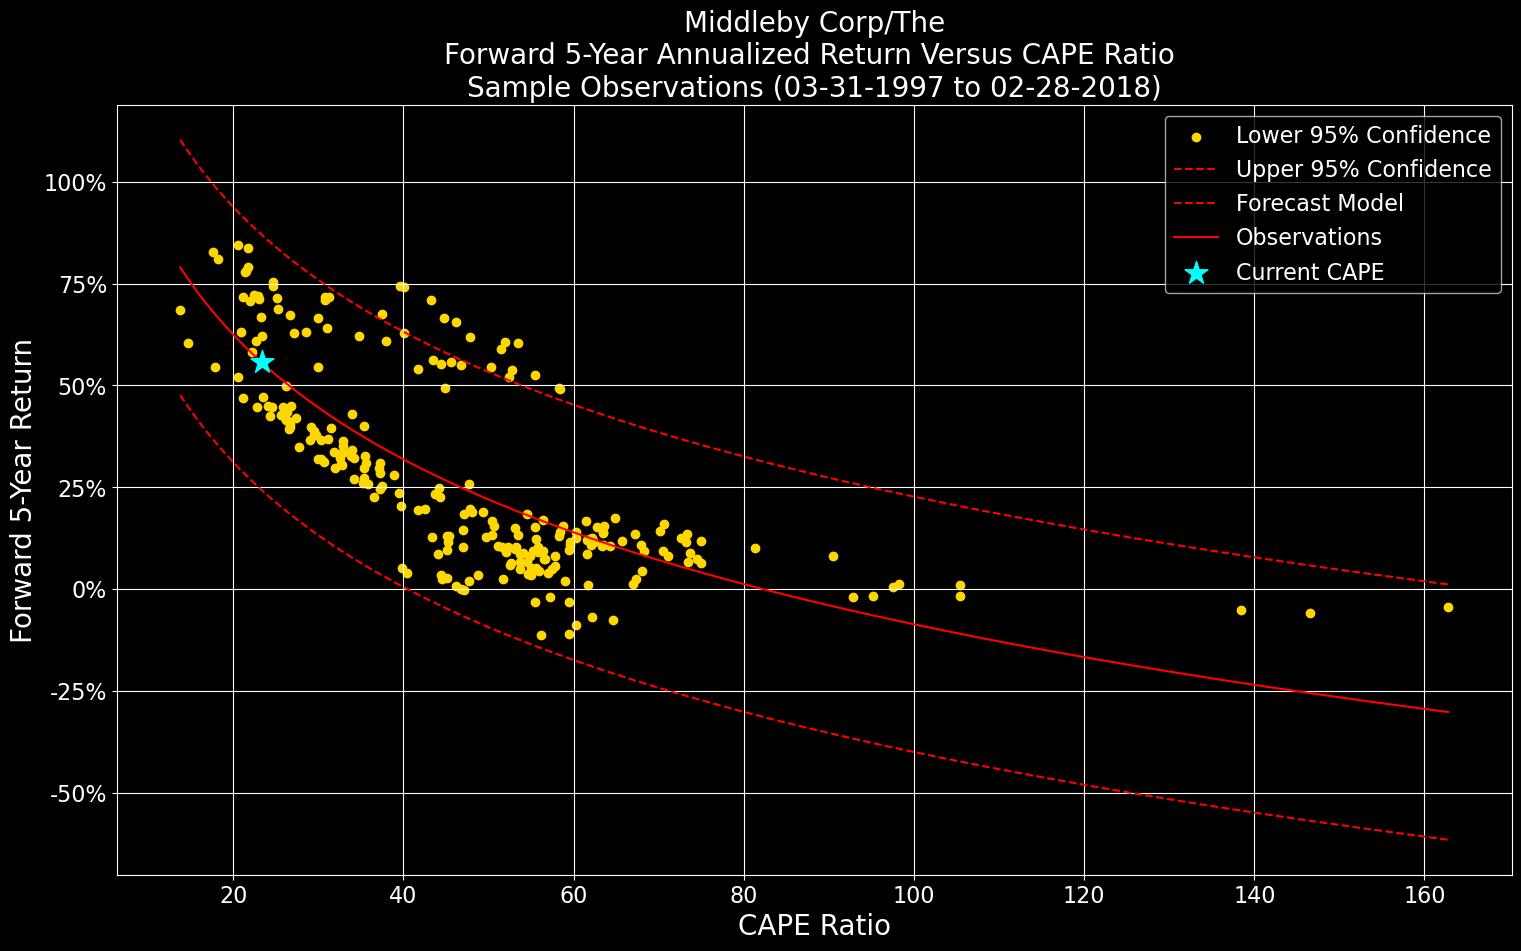 Middleby Corp/The
Forward 5-Year Annualized Return Versus CAPE Ratio
Sample Observations (03-31-1997 to 02-28-2018)
Lower 95% Confidence
Upper 95% Confidence
Forecast Model
Observations
Current CAPE
Forward 5-Year Return
100%
75%
50%
25%
0%
-25%
-50%
20 40 60 80 100 120 140 160
CAPE Ratio